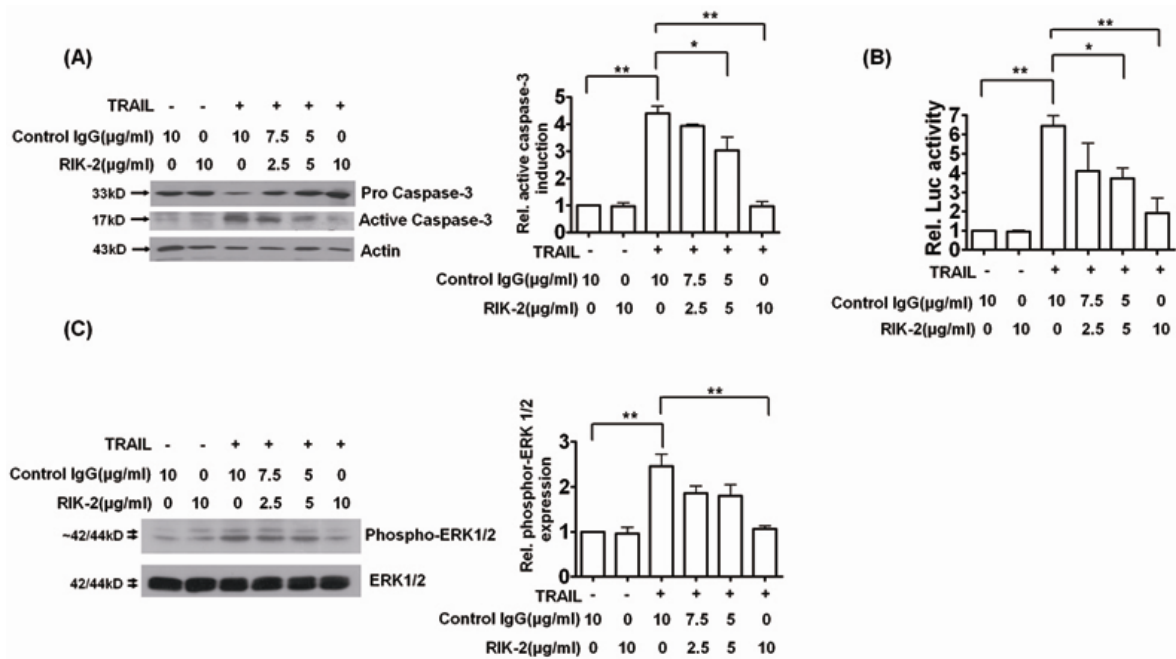 (A)
TRAIL - - + + + +
Control IgG(µg/ml) 10 0 10 7.5 5 0
RIK-2(µg/ml) 0 10 0 2.5 5 10
33kD Pro Caspase-3
17kD Active Caspase-3
43kD Actin
** 
*
**
Rel. active caspase-3
induction
5
4
3
2
1
0
TRAIL - - + + + +
Control IgG(µg/ml) 10 0 10 7.5 5 0
RIK-2(µg/ml) 0 10 0 2.5 5 10
(B)
**
*
**
Rel. Luc activity
7
6
5
4
3
2
1
0
TRAIL - - + + + +
Control IgG(µg/ml) 10 0 10 7.5 5 0
RIK-2(µg/ml) 0 10 0 2.5 5 10
(C)
TRAIL - - + + + +
Control IgG(µg/ml) 10 0 10 7.5 5 0
RIK-2(µg/ml) 0 10 0 2.5 5 10
~42/44kD Phospho-ERK1/2
42/44kD ERK1/2
** **
Rel. phosphor-ERK 1/2
expression
3
2
1
0
TRAIL - - + + + +
Control IgG(µg/ml) 10 0 10 7.5 5 0
RIK-2(µg/ml) 0 10 0 2.5 5 10